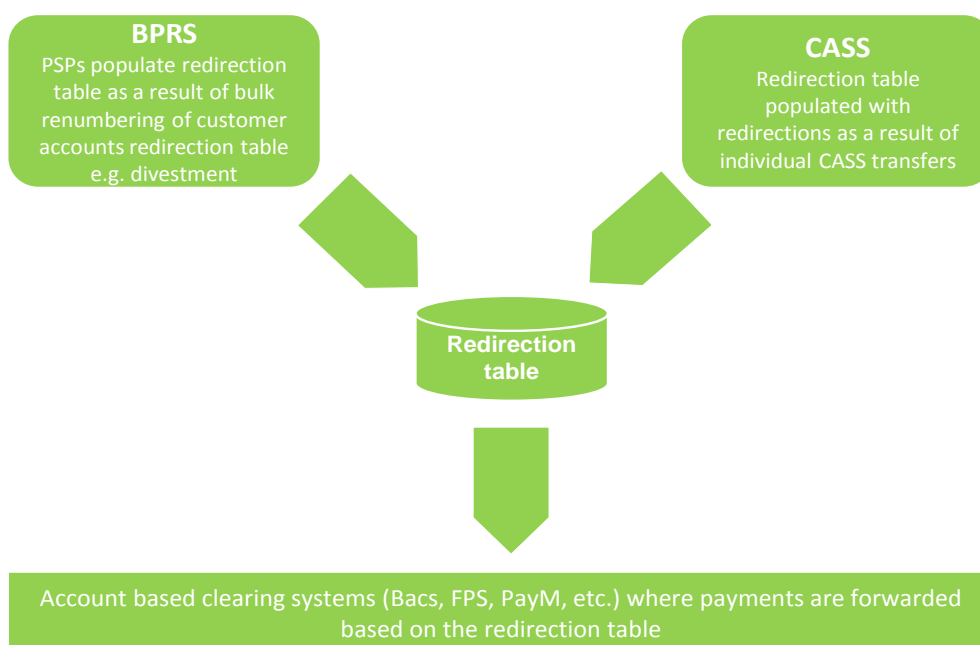 BPRS
PSPs populate redirection
table as a result of bulk
renumbering of customer
accounts redirection table
e.g. divestment
CASS
Redirection table
populated with
redirections as a result of
individual CASS transfers
Redirection
table
Account based clearing systems (Bacs, FPS, PayM, etc.) where payments are forwarded
based on the redirection table